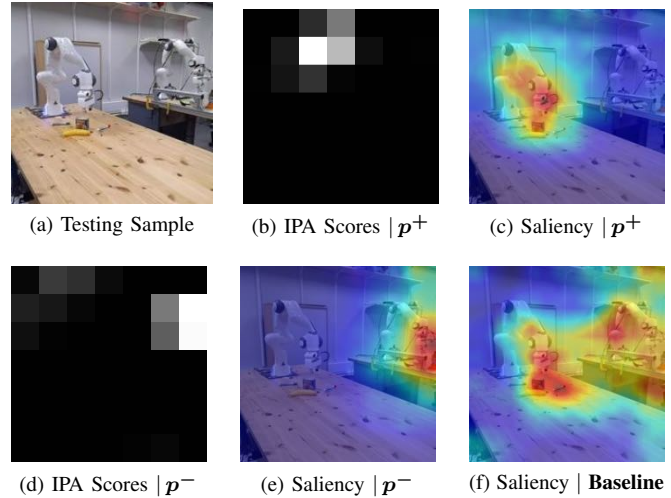 (a) Testing Sample
(b) IPA Scores | p⁺
(c) Saliency | p⁺
(d) IPA Scores | p⁻
(e) Saliency | p⁻
(f) Saliency | Baseline